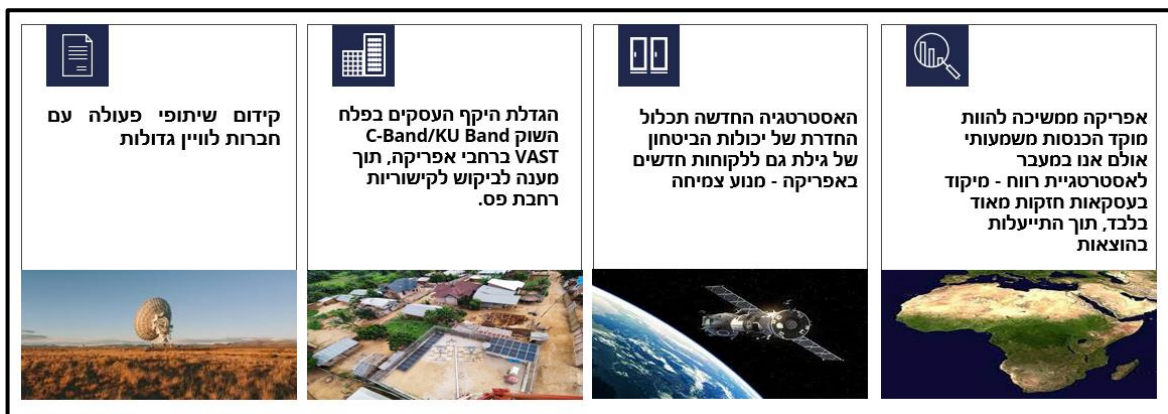 אפריקה ממשיכה להוות
מוקד הכנסות משמעותי
אולם אנו במעבר
לאסטרטגיית רווח - מיקוד
בעסקאות חזקות מאוד
בלבד, תוך התייעלות
בהוצאות
האסטרטגיה החדשה תכלול
החדרת של יכולות הביטחון
של גילת גם ללקוחות חדשים
באפריקה - מנוע צמיחה
הגדלת היקף העסקים בפלח
השוק C-Band/KU Band
VAST ברחבי אפריקה, תוך
מענה לביקוש לקישוריות
רחבת פס.
קידום שיתופי פעולה עם
חברות לוויין גדולות